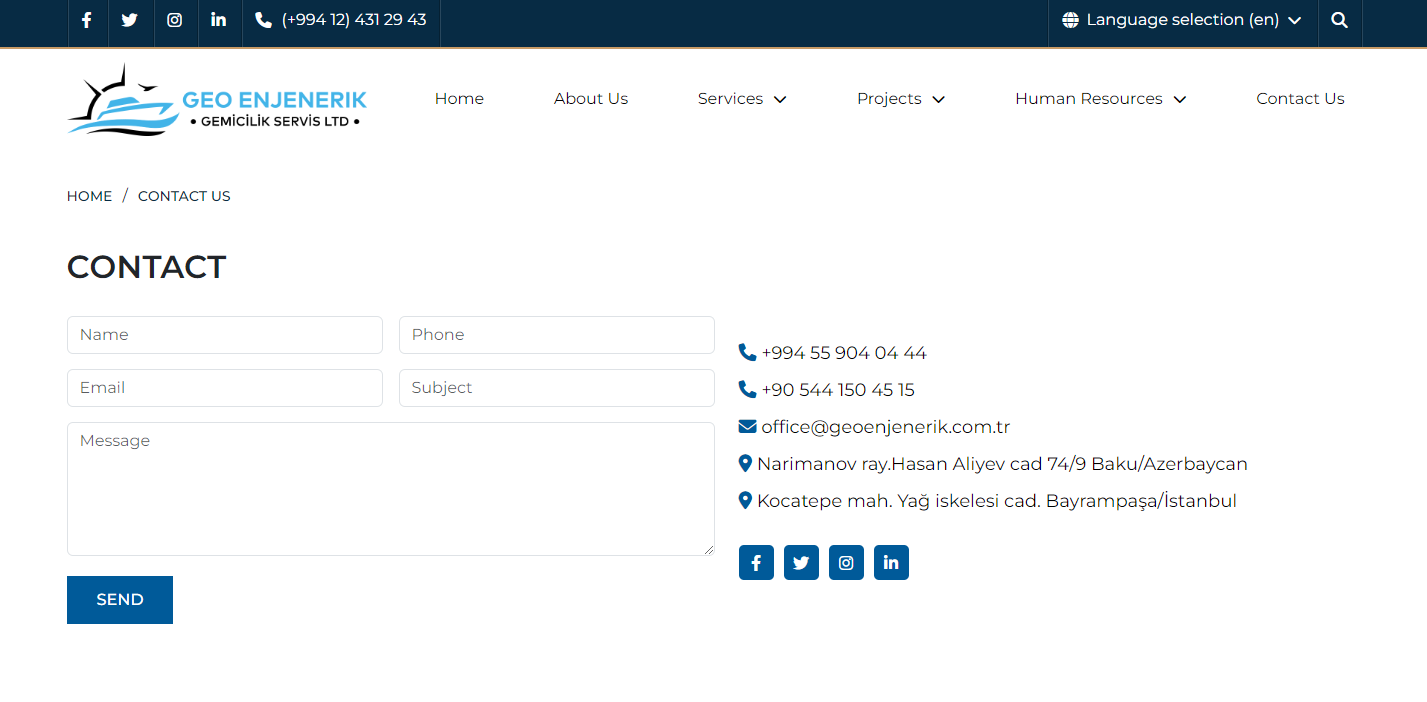 (+994 12) 431 29 43
Language selection (en)
GEO ENJENERIK
• GEMİCİLİK SERVİS LTD •
Home
About Us
Services
Projects
Human Resources
Contact Us
HOME / CONTACT US
CONTACT
Name
Phone
Email
Subject
Message
SEND
+994 55 904 04 44
+90 544 150 45 15
office@geoenjenerik.com.tr
Narimanov ray.Hasan Aliyev cad 74/9 Baku/Azerbaycan
Kocatepe mah. Yağ iskelesi cad. Bayrampaşa/İstanbul